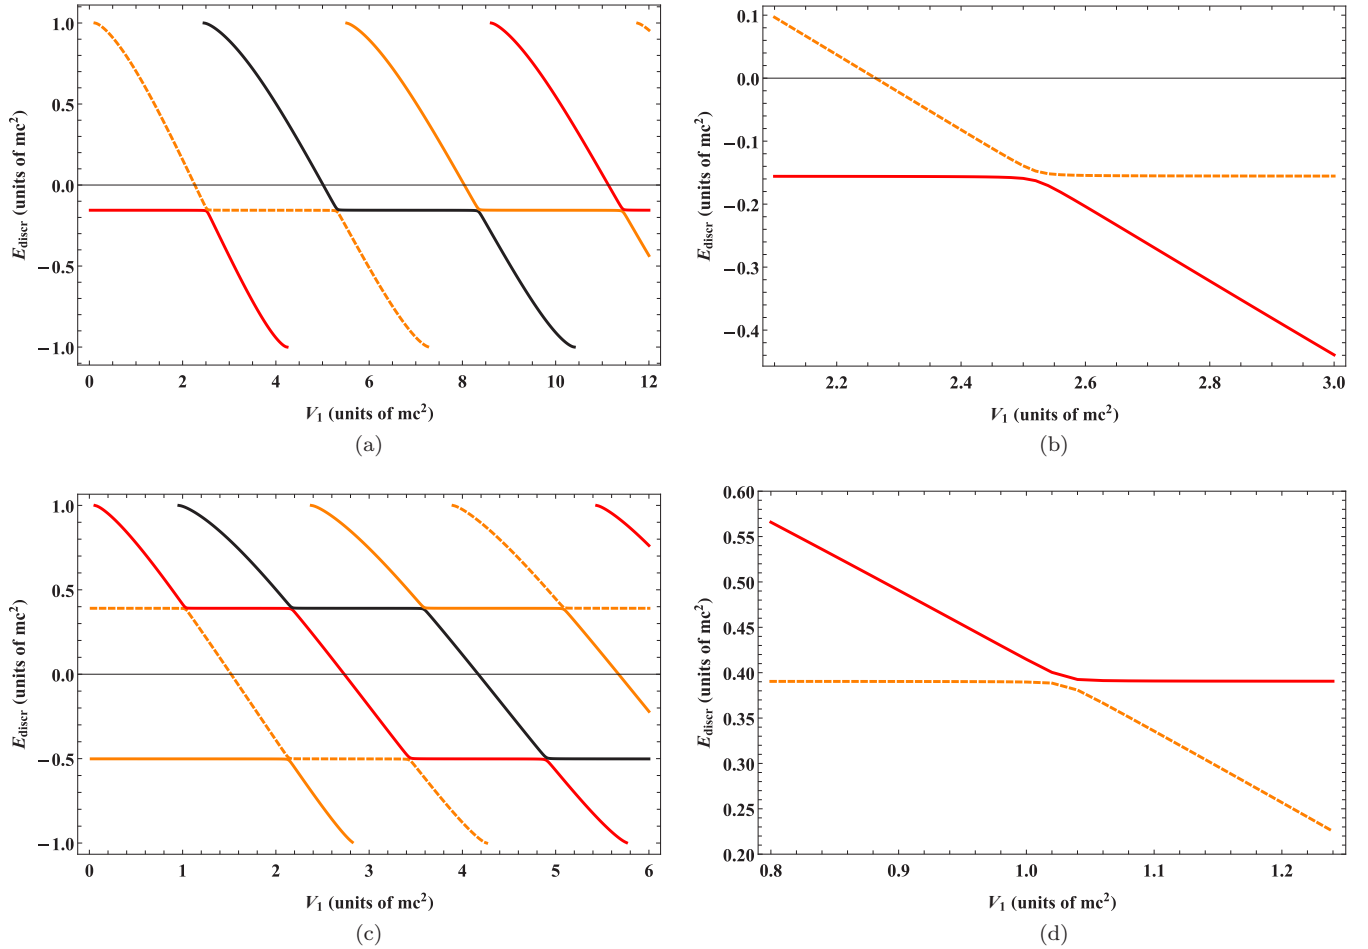 1.0
0.5
0.0
−0.5
−1.0
E_discr (units of mc²)
0 2 4 6 8 10 12
V₁ (units of mc²)
(a)
0.1
0.0
−0.1
−0.2
−0.3
−0.4
E_discr (units of mc²)
2.2 2.4 2.6 2.8 3.0
V₁ (units of mc²)
(b)
1.0
0.5
0.0
−0.5
−1.0
E_discr (units of mc²)
0 1 2 3 4 5 6
V₁ (units of mc²)
(c)
0.60
0.55
0.50
0.45
0.40
0.35
0.30
0.25
0.20
E_discr (units of mc²)
0.8 0.9 1.0 1.1 1.2
V₁ (units of mc²)
(d)